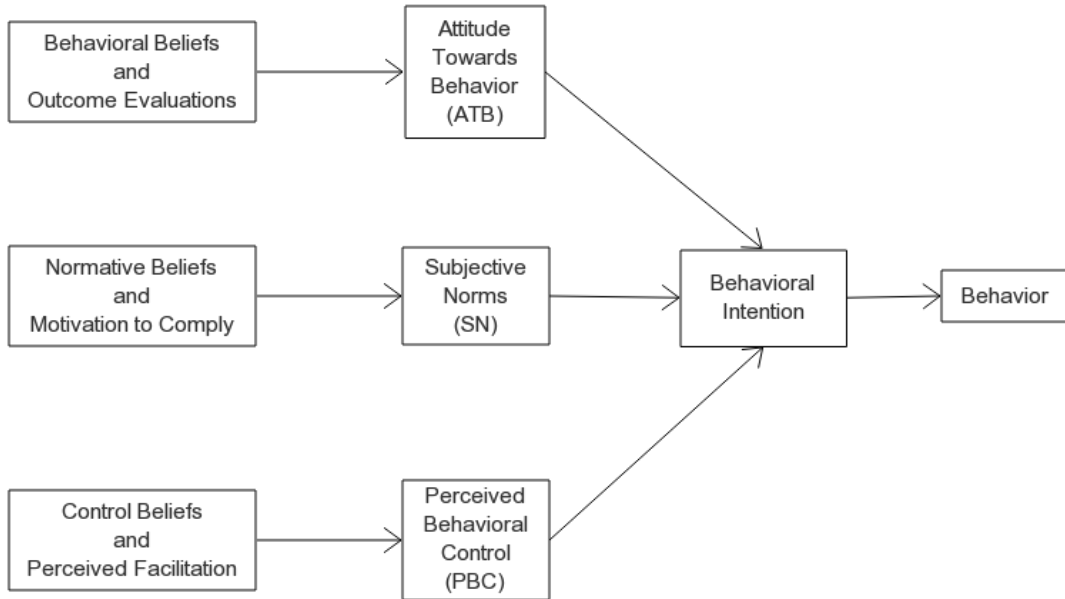 Behavioral Beliefs
and
Outcome Evaluations
Attitude
Towards
Behavior
(ATB)
Normative Beliefs
and
Motivation to Comply
Subjective
Norms
(SN)
Behavioral
Intention
Behavior
Control Beliefs
and
Perceived Facilitation
Perceived
Behavioral
Control
(PBC)